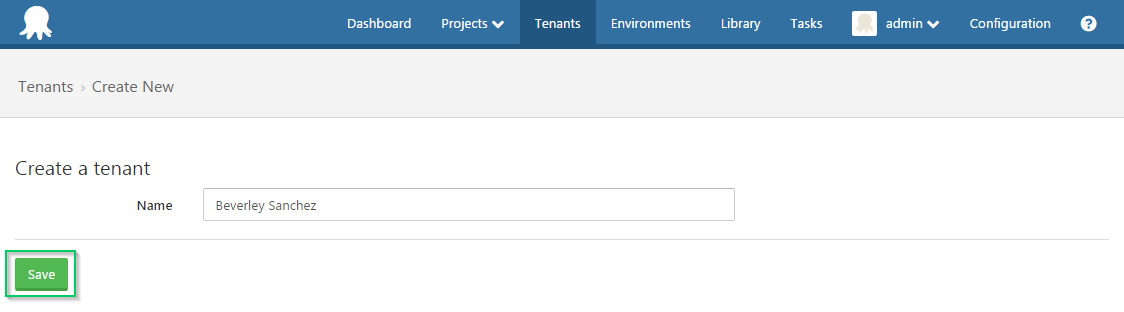 Dashboard Projects Tenants Environments Library Tasks admin Configuration ?
Tenants › Create New
Create a tenant
Name Beverley Sanchez
Save